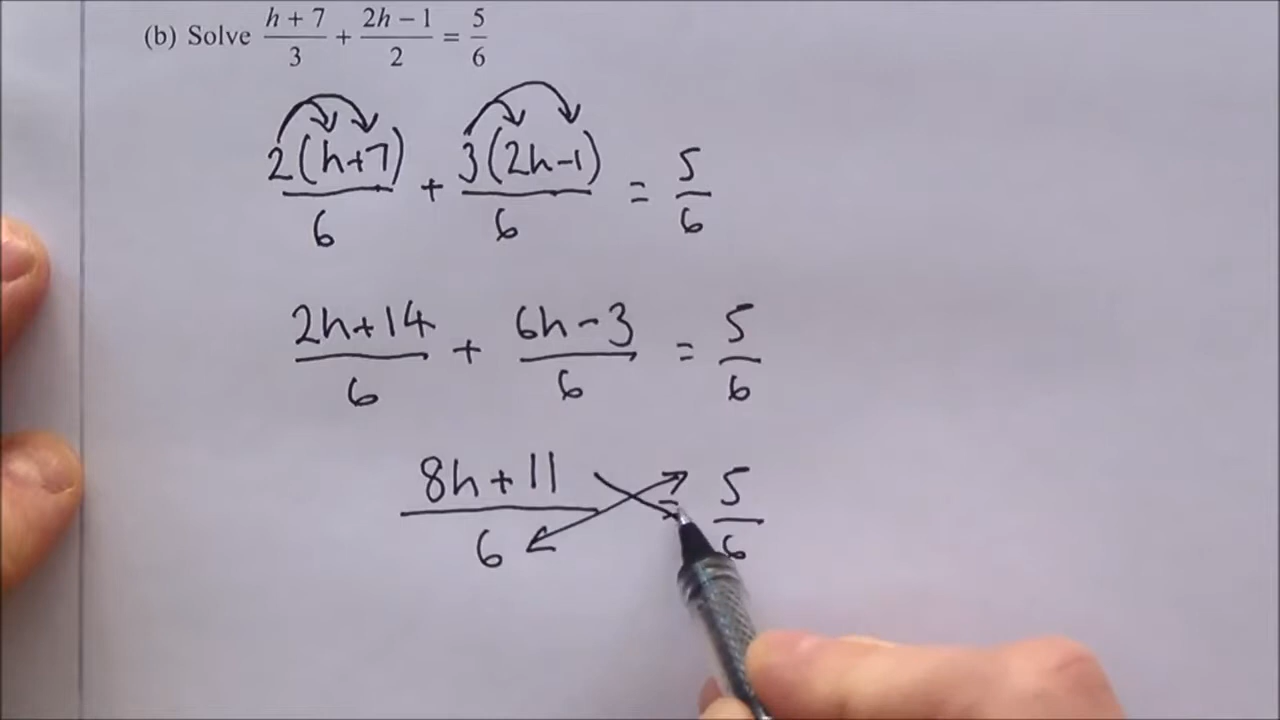 (b) Solve (h + 7)/3 + (2h − 1)/2 = 5/6
2(h+7)/6 + 3(2h-1)/6 = 5/6
2h+14/6 + 6h-3/6 = 5/6
8h+11/6 = 5/6